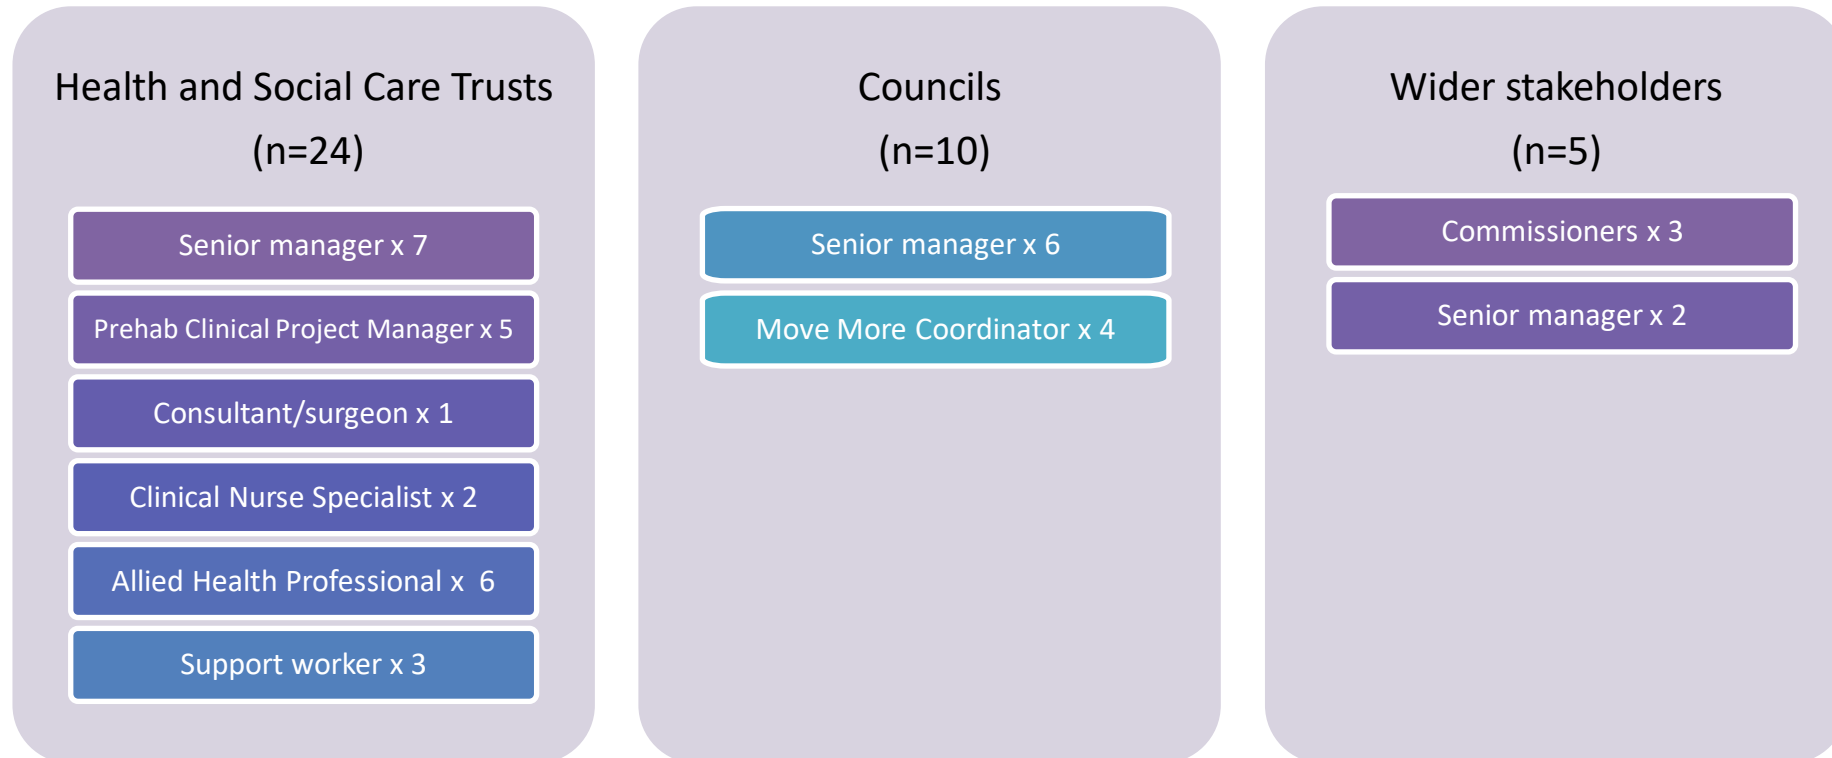 Health and Social Care Trusts
(n=24)
Senior manager x 7
Prehab Clinical Project Manager x 5
Consultant/surgeon x 1
Clinical Nurse Specialist x 2
Allied Health Professional x  6
Support worker x 3
Councils
(n=10)
Senior manager x 6
Move More Coordinator x 4
Wider stakeholders
(n=5)
Commissioners x 3
Senior manager x 2